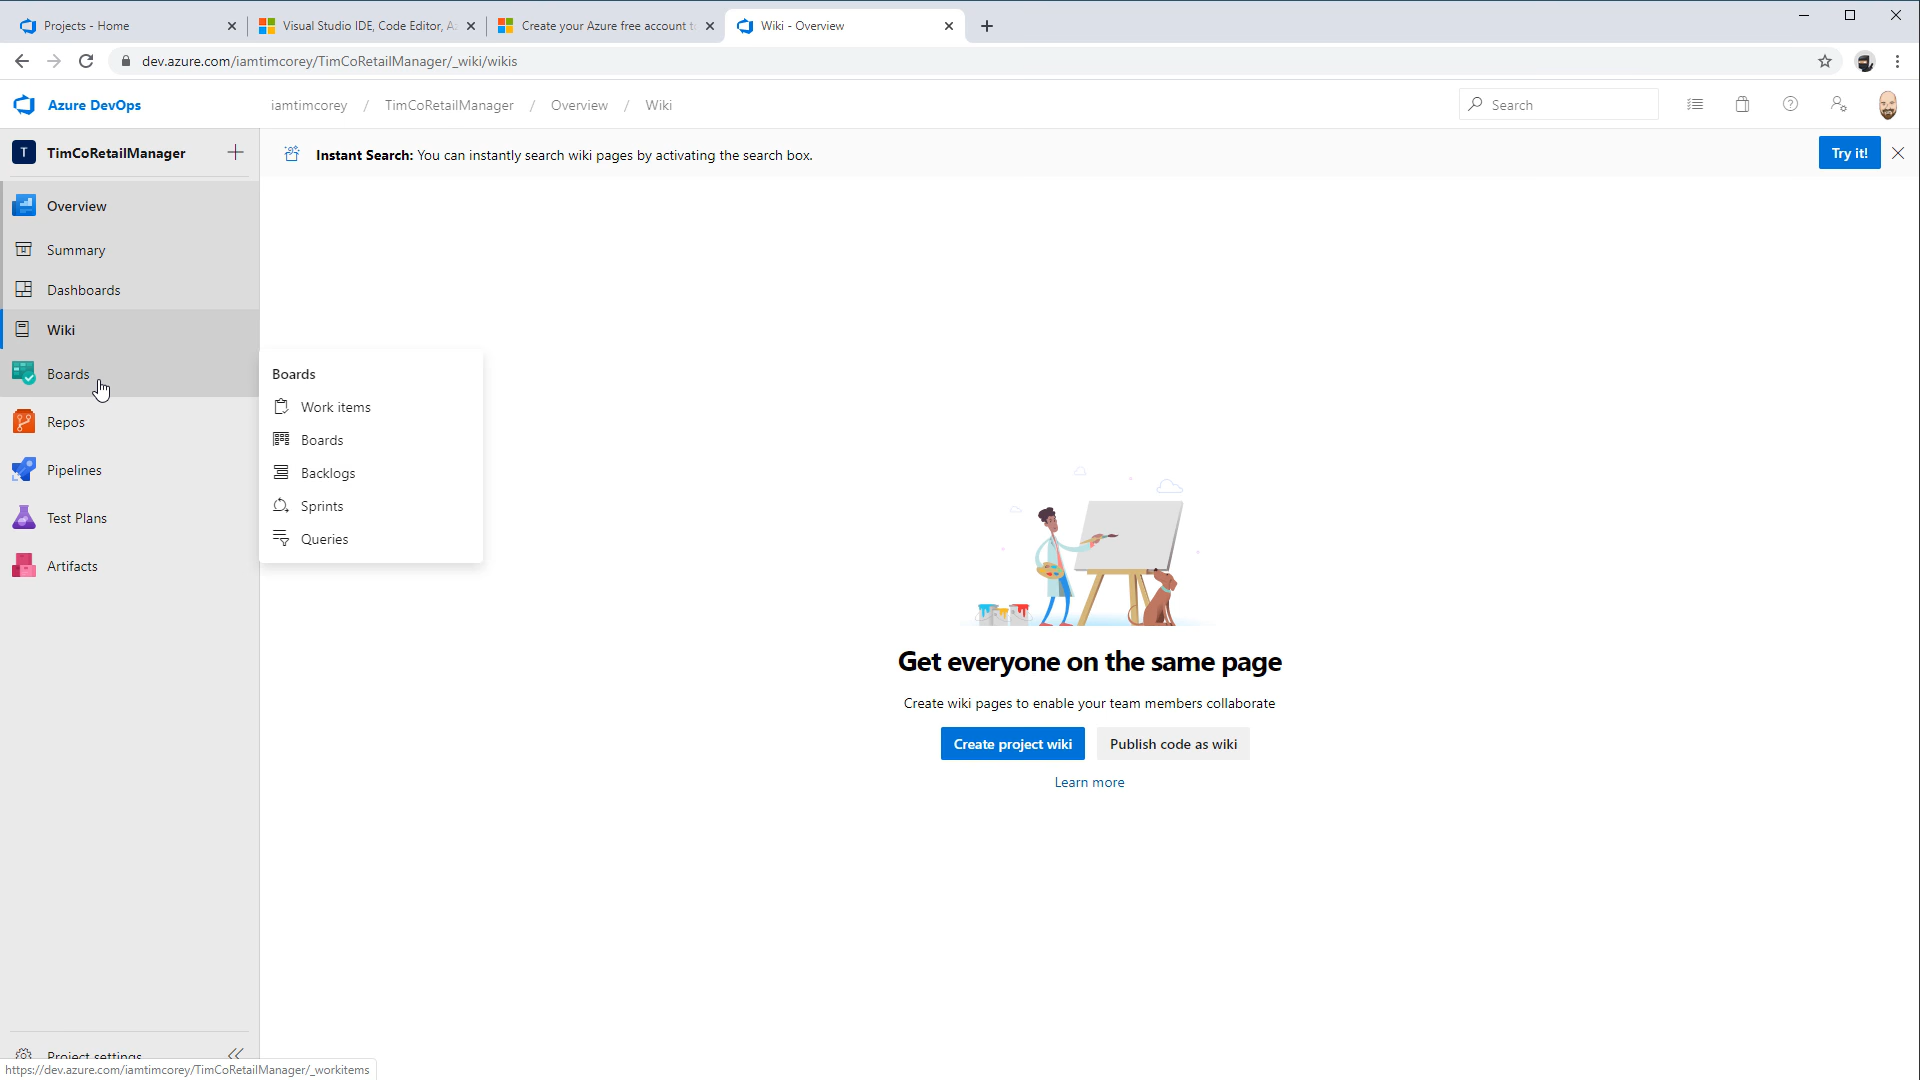 Projects - Home
Visual Studio IDE, Code Editor, Az
Create your Azure free account to
Wiki - Overview
dev.azure.com/iamtimcorey/TimCoRetailManager/_wiki/wikis
Azure DevOps
iamtimcorey / TimCoRetailManager / Overview / Wiki
Search
T TimCoRetailManager
Instant Search: You can instantly search wiki pages by activating the search box.
Try it!
Overview
Summary
Dashboards
Wiki
Boards
Repos
Pipelines
Test Plans
Artifacts
Boards
Work items
Boards
Backlogs
Sprints
Queries
Get everyone on the same page
Create wiki pages to enable your team members collaborate
Create project wiki
Publish code as wiki
Learn more
Project settings
https://dev.azure.com/iamtimcorey/TimCoRetailManager/_workitems